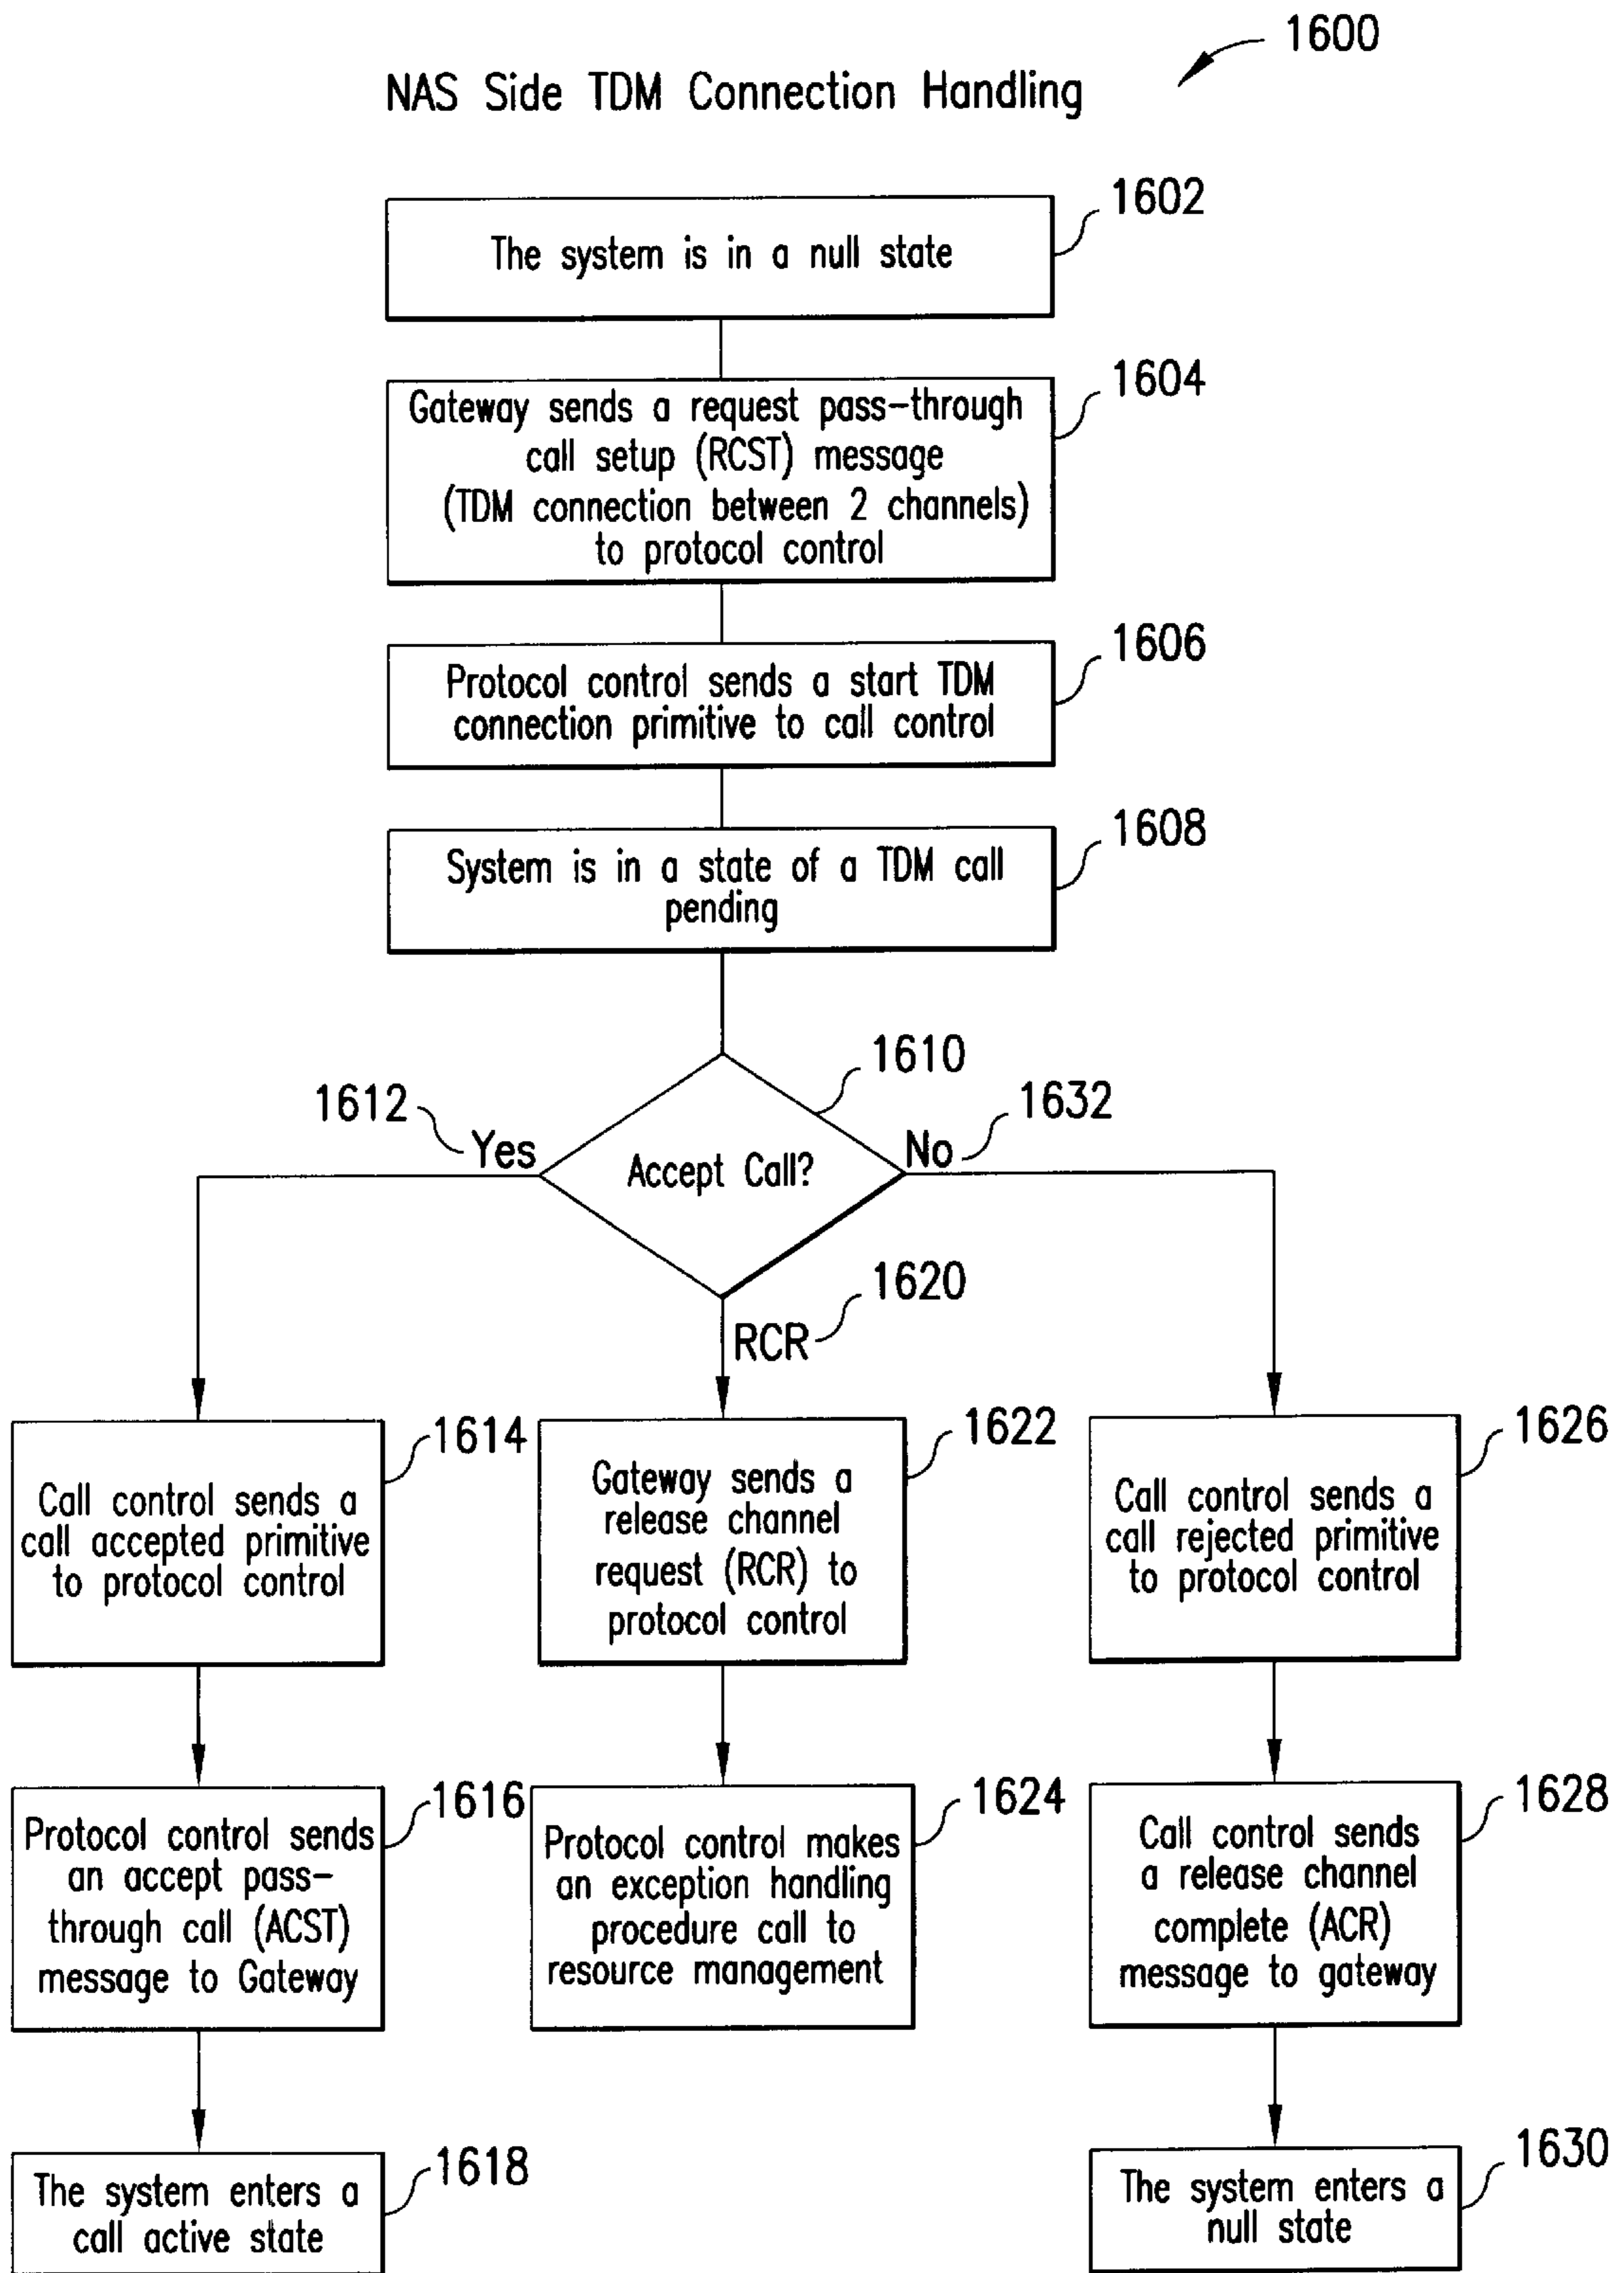 1600
NAS Side TDM Connection Handling
1602
The system is in a null state
1604
Gateway sends a request pass-through
call setup (RCST) message
(TDM connection between 2 channels)
to protocol control
1606
Protocol control sends a start TDM
connection primitive to call control
1608
System is in a state of a TDM call
pending
1610
1612
1632
Yes
Accept Call?
No
1620
RCR
1614
Call control sends a
call accepted primitive
to protocol control
1622
Gateway sends a
release channel
request (RCR) to
protocol control
1626
Call control sends a
call rejected primitive
to protocol control
1616
Protocol control sends
an accept pass-
through call (ACST)
message to Gateway
1624
Protocol control makes
an exception handling
procedure call to
resource management
1628
Call control sends
a release channel
complete (ACR)
message to gateway
1618
The system enters a
call active state
1630
The system enters a
null state